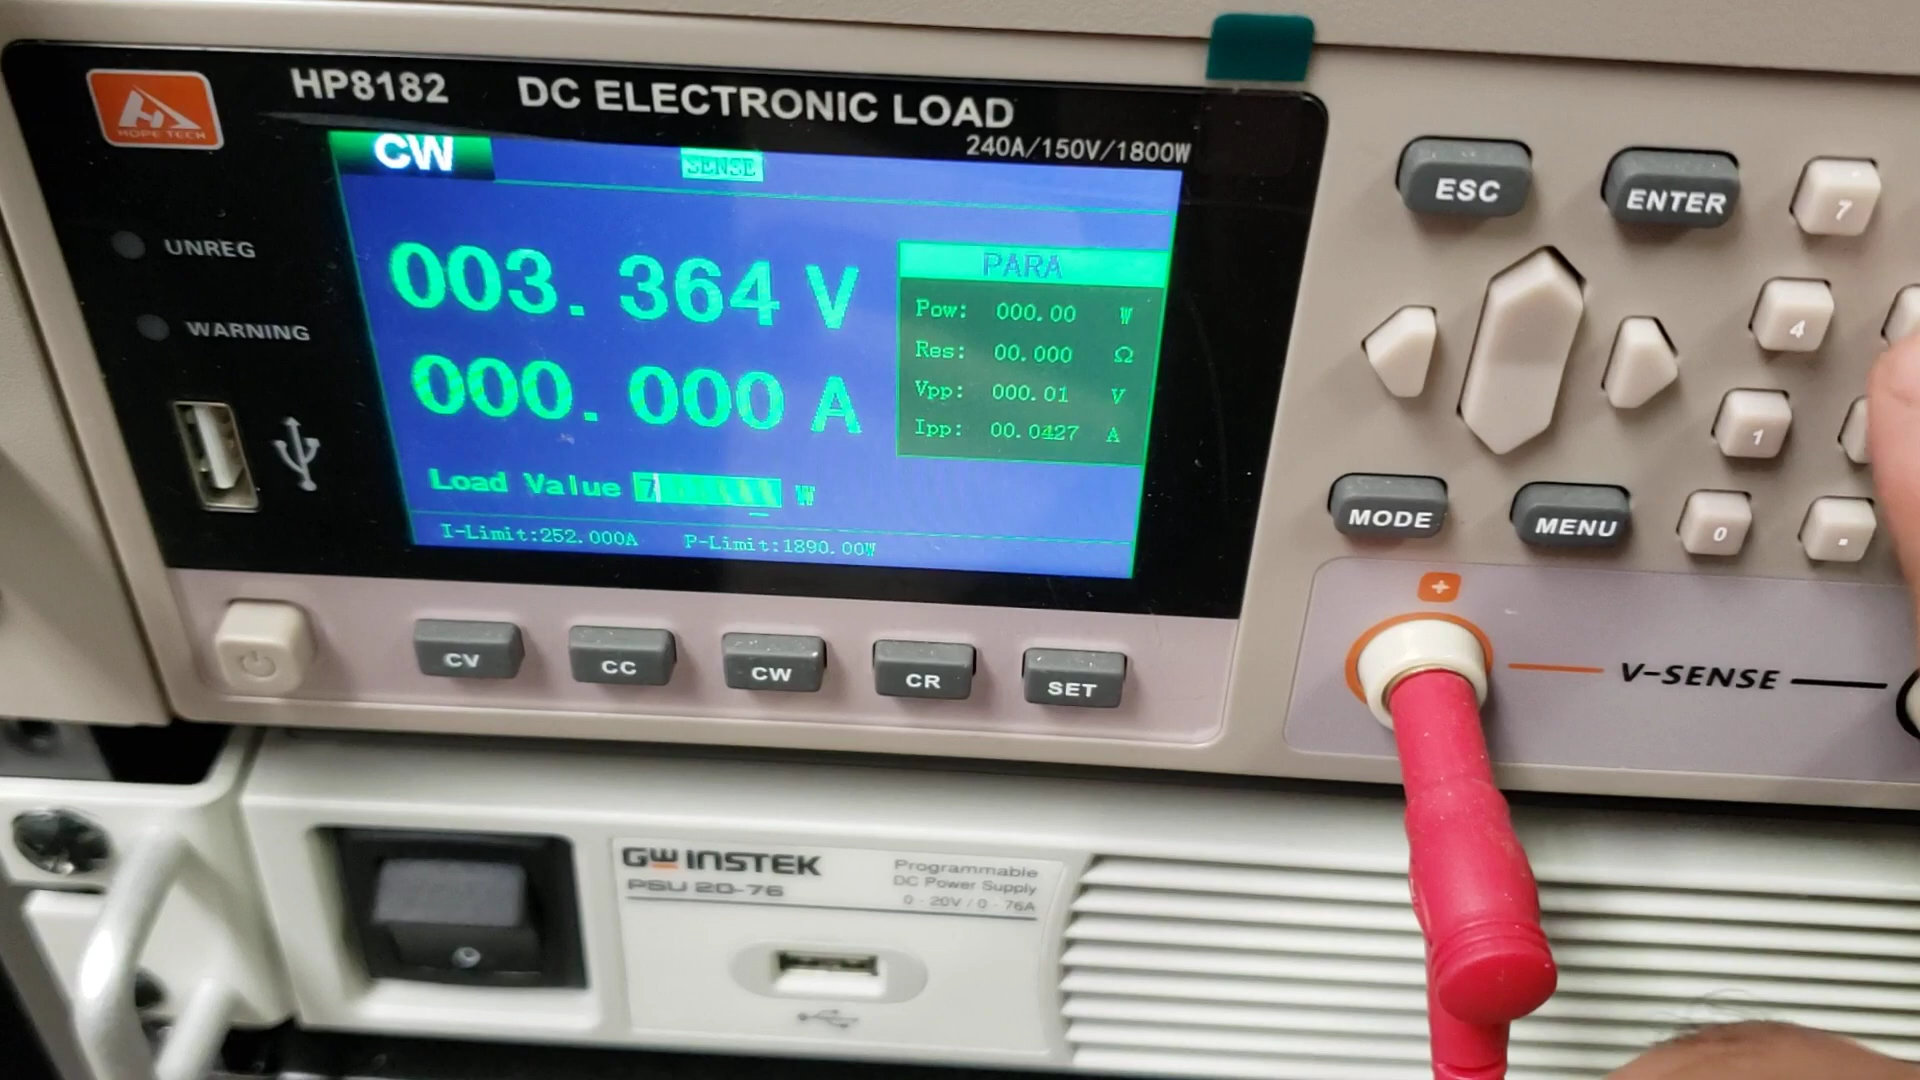 HP8182 DC ELECTRONIC LOAD
240A/150V/1800W
HOPE TECH
CW SENSE
UNREG
WARNING
003.364 V
000.000 A
PARA
Pow: 000.00 W
Res: 00.000 Ω
Vpp: 000.01 V
Ipp: 00.0427 A
Load Value 7 W
I-Limit:252.000A P-Limit:1890.00W
ESC ENTER 7
4
1
MODE MENU 0 .
CV CC CW CR SET
+
V-SENSE
GW INSTEK
PSU 20-76
Programmable
DC Power Supply
0 - 20V / 0 - 76A